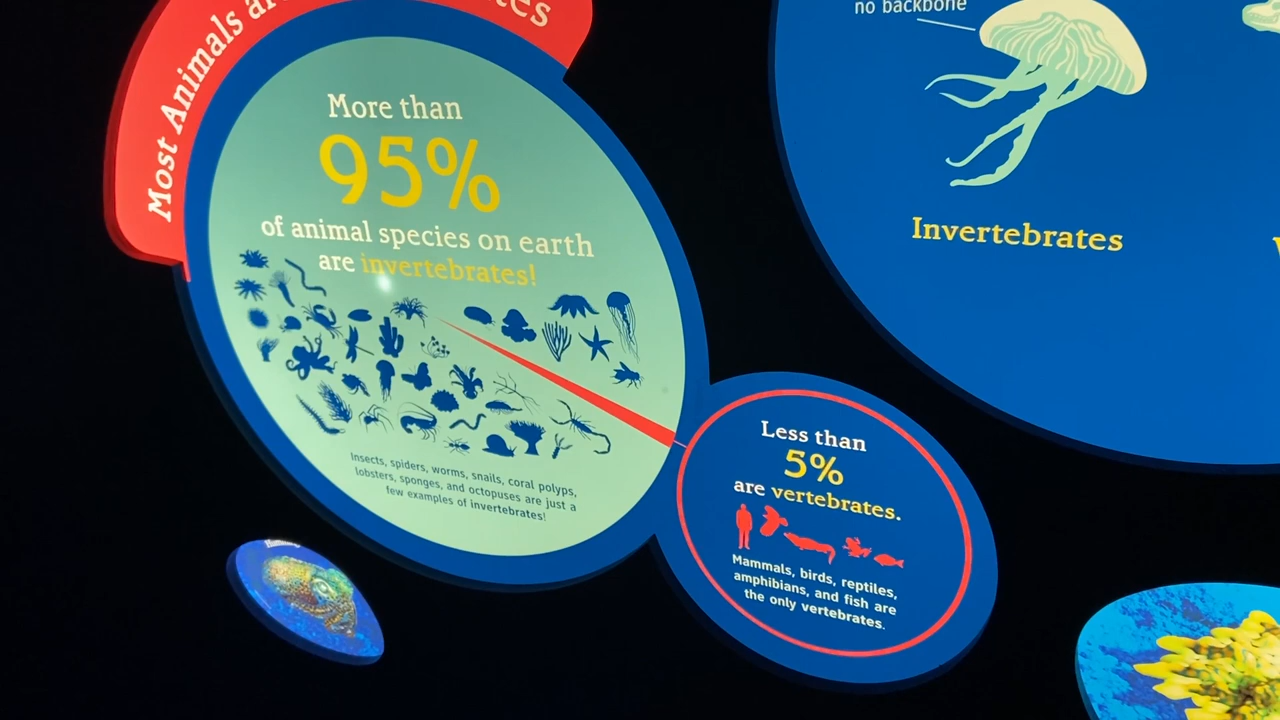 Most Animals are
More than
95%
of animal species on earth
are invertebrates!
Insects, spiders, worms, snails, coral polyps,
lobsters, sponges, and octopuses are just a
few examples of invertebrates!
Less than
5%
are vertebrates.
Mammals, birds, reptiles,
amphibians, and fish are
the only vertebrates.
no backbone
Invertebrates